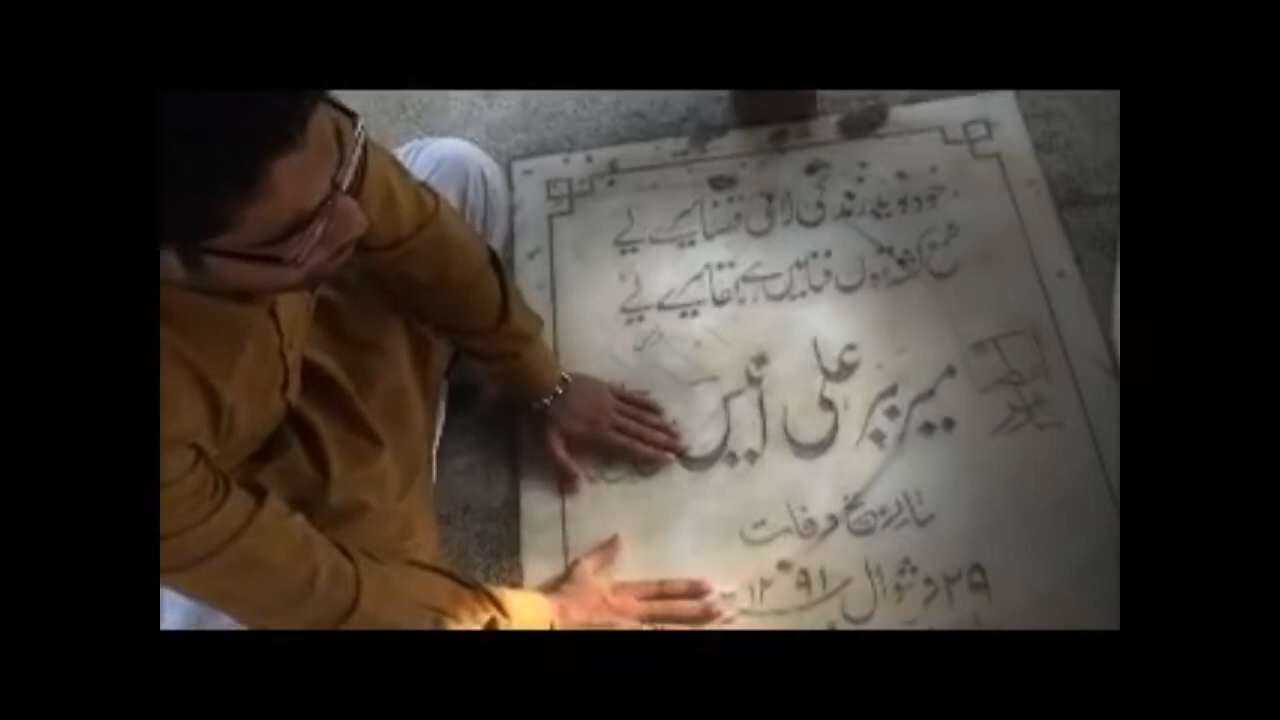 خود نوید زندگی لائی قضا میرے لیے
شمع کشتہ ہوں فنا میں ہے بقا میرے لیے
میر ببر علی انیس
تاریخ وفات
۲۹ شوال ۱۲۹۱